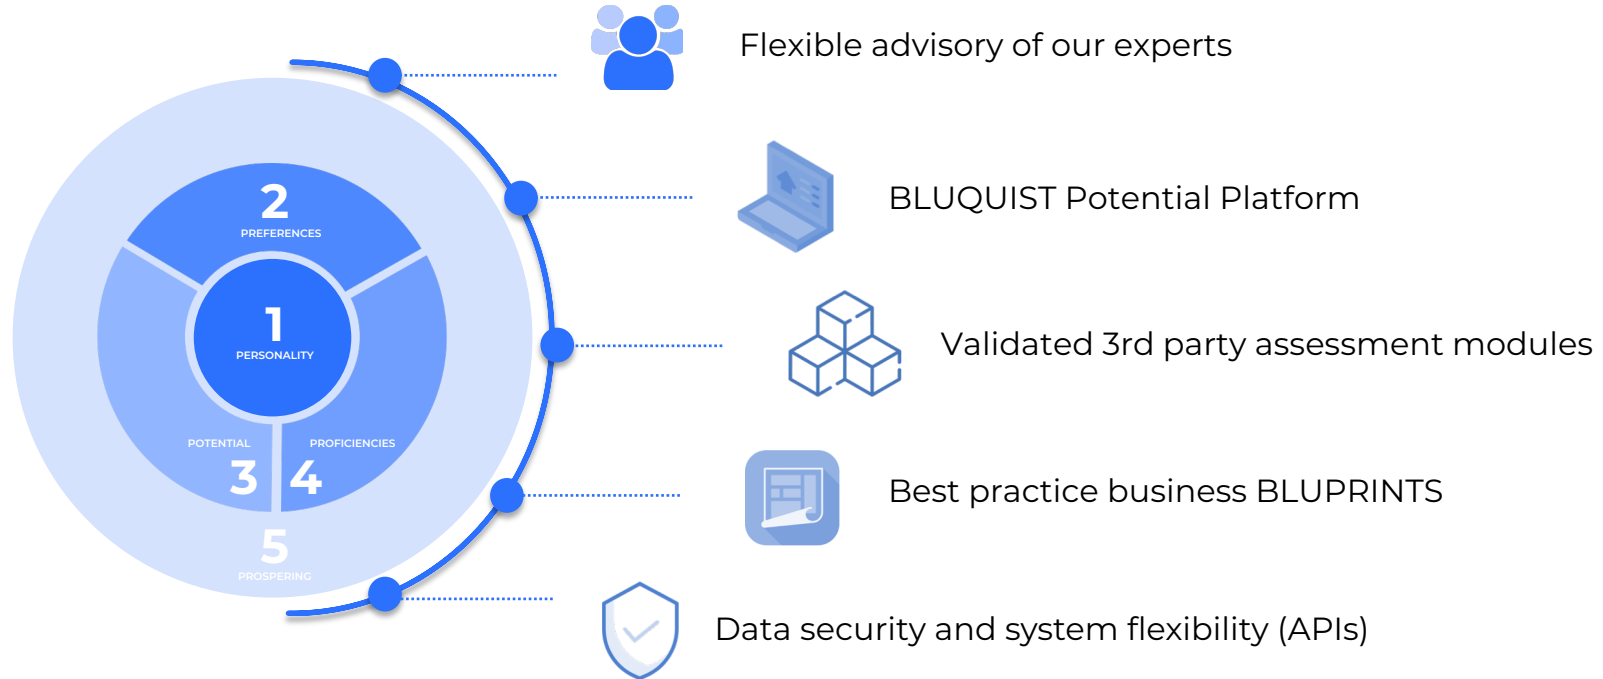 Flexible advisory of our experts
BLUQUIST Potential Platform
Validated 3rd party assessment modules
Best practice business BLUPRINTS
Data security and system flexibility (APIs)
2
PREFERENCES
1
PERSONALITY
POTENTIAL
3
PROFICIENCIES
4
5
PROSPERING